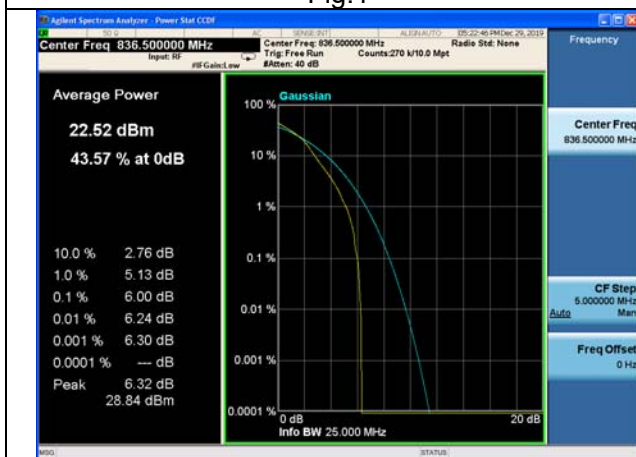 Agilent Spectrum Analyzer - Power Stat CCDF
50 Ω AC SENSE:INT ALIGNAUTO 05:22:46 PM Dec 29, 2019
Center Freq 836.500000 MHz
Input: RF
#IFGain:Low
Center Freq: 836.500000 MHz
Radio Std: None
Trig: Free Run
Counts:270 k/10.0 Mpt
#Atten: 40 dB
Average Power
22.52 dBm
43.57 % at 0dB
10.0 % 2.76 dB
1.0 % 5.13 dB
0.1 % 6.00 dB
0.01 % 6.24 dB
0.001 % 6.30 dB
0.0001 % --- dB
Peak 6.32 dB
28.84 dBm
Gaussian
100 %
10 %
1 %
0.1 %
0.01 %
0.001 %
0.0001 %
0 dB
20 dB
Info BW 25.000 MHz
Frequency
Center Freq
836.500000 MHz
CF Step
5.000000 MHz
Auto Man
Freq Offset
0 Hz
MSG
STATUS